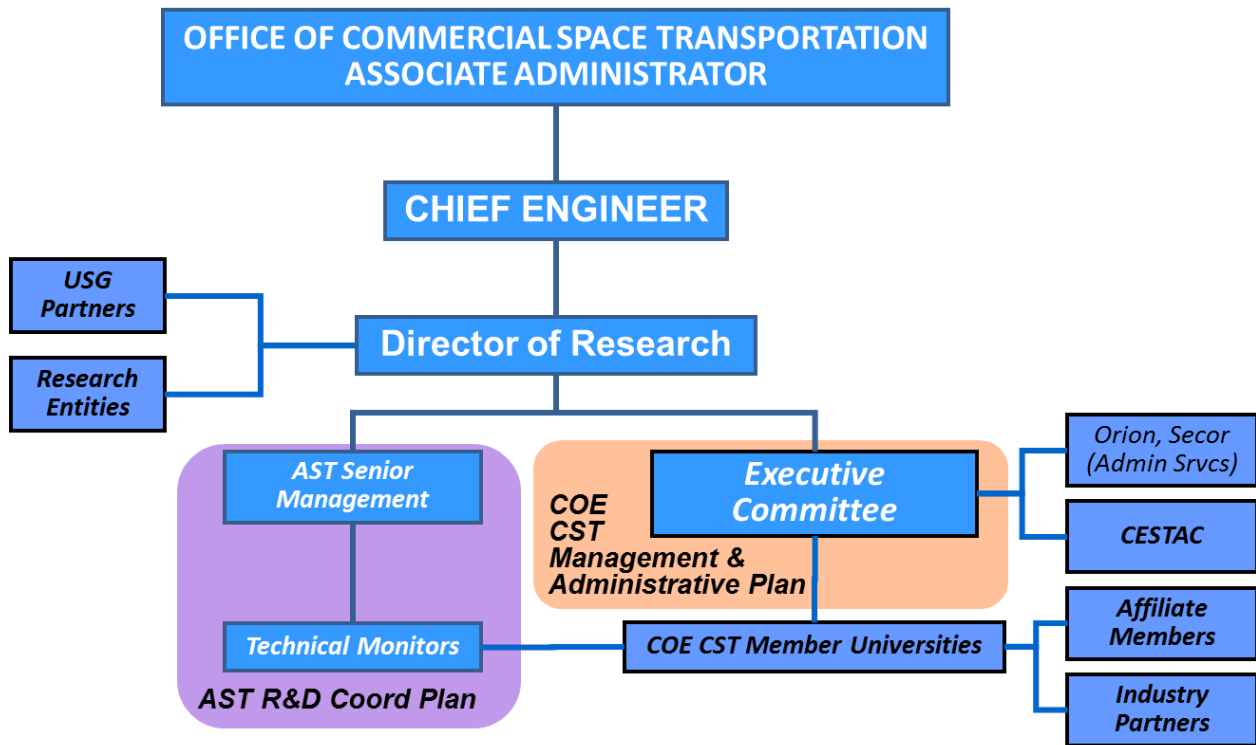 OFFICE OF COMMERCIAL SPACE TRANSPORTATION
ASSOCIATE ADMINISTRATOR
CHIEF ENGINEER
USG
Partners
Director of Research
Research
Entities
AST Senior
Management
Executive
Committee
Orion, Secor
(Admin Srvcs)
COE
CST
Management &
Administrative Plan
CESTAC
Technical Monitors
COE CST Member Universities
Affiliate
Members
AST R&D Coord Plan
Industry
Partners